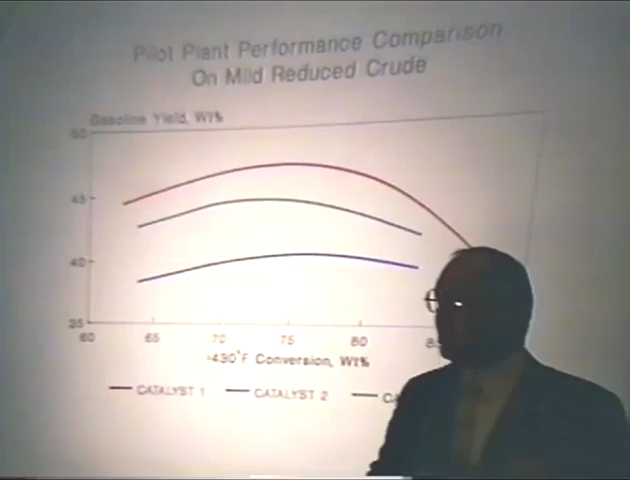 Pilot Plant Performance Comparison
On Mild Reduced Crude
Gasoline Yield, Wt%
50
45
40
35
60 65 70 75 80 8
430°F Conversion, Wt%
CATALYST 1 CATALYST 2 CA